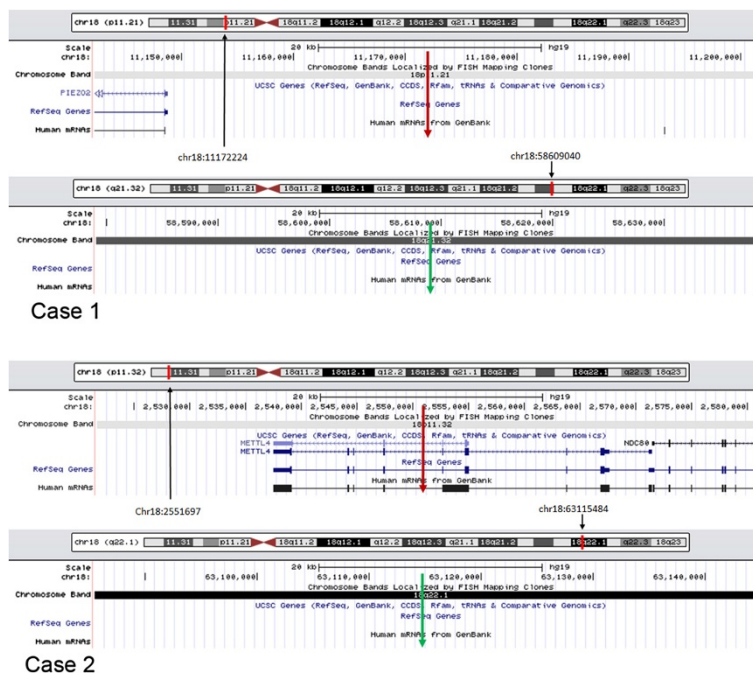 chr18 (p11.21) 11.31 p11.21 18q11.2 18q12.1 q12.2 18q12.3 q21.1 18q21.2 18q22.1 q22.3 18q23
Scale 20 kb hg19
chr18: 11,150,000 11,160,000 11,170,000 11,180,000 11,190,000 11,200,000
Chromosome Bands Localized by FISH Mapping Clones
Chromosome Band 18p11.21
UCSC Genes (RefSeq, GenBank, CCDS, Rfam, tRNAs & Comparative Genomics)
PIEZO2
RefSeq Genes
RefSeq Genes
Human mRNAs from GenBank
Human mRNAs
chr18:11172224
chr18:58609040
chr18 (q21.32) 11.31 p11.21 18q11.2 18q12.1 q12.2 18q12.3 q21.1 18q21.2 18q22.1 q22.3 18q23
Scale 20 kb hg19
chr18: 58,590,000 58,600,000 58,610,000 58,620,000 58,630,000
Chromosome Bands Localized by FISH Mapping Clones
Chromosome Band 18q21.32
UCSC Genes (RefSeq, GenBank, CCDS, Rfam, tRNAs & Comparative Genomics)
RefSeq Genes
RefSeq Genes
Human mRNAs from GenBank
Human mRNAs
Case 1
chr18 (p11.32) 11.31 p11.21 18q11.2 18q12.1 q12.2 18q12.3 q21.1 18q21.2 18q22.1 q22.3 18q23
Scale 20 kb hg19
chr18: 2,530,000 2,535,000 2,540,000 2,545,000 2,550,000 2,555,000 2,560,000 2,565,000 2,570,000 2,575,000 2,580,000
Chromosome Bands Localized by FISH Mapping Clones
Chromosome Band 18p11.32
UCSC Genes (RefSeq, GenBank, CCDS, Rfam, tRNAs & Comparative Genomics)
METTL4 NDC80
METTL4
RefSeq Genes
RefSeq Genes
Human mRNAs from GenBank
Human mRNAs
Chr18:2551697
chr18:63115484
chr18 (q22.1) 11.31 p11.21 18q11.2 18q12.1 q12.2 18q12.3 q21.1 18q21.2 18q22.1 q22.3 18q23
Scale 20 kb hg19
chr18: 63,100,000 63,110,000 63,120,000 63,130,000 63,140,000
Chromosome Bands Localized by FISH Mapping Clones
Chromosome Band 18q22.1
UCSC Genes (RefSeq, GenBank, CCDS, Rfam, tRNAs & Comparative Genomics)
RefSeq Genes
RefSeq Genes
Human mRNAs from GenBank
Human mRNAs
Case 2